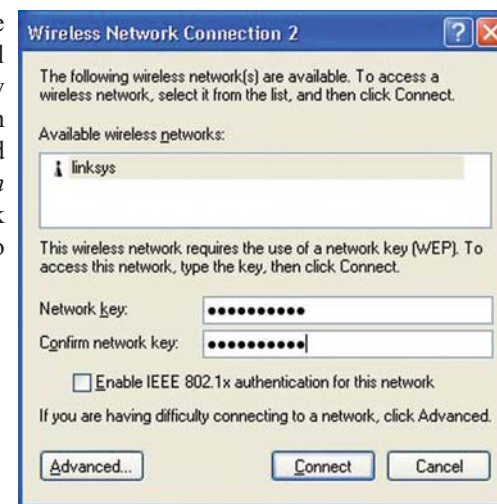 Wireless Network Connection 2
The following wireless network(s) are available. To access a
wireless network, select it from the list, and then click Connect.
Available wireless networks:
linksys
This wireless network requires the use of a network key (WEP). To
access this network, type the key, then click Connect.
Network key: ••••••••••
Confirm network key: ••••••••••
Enable IEEE 802.1x authentication for this network
If you are having difficulty connecting to a network, click Advanced.
Advanced... Connect Cancel